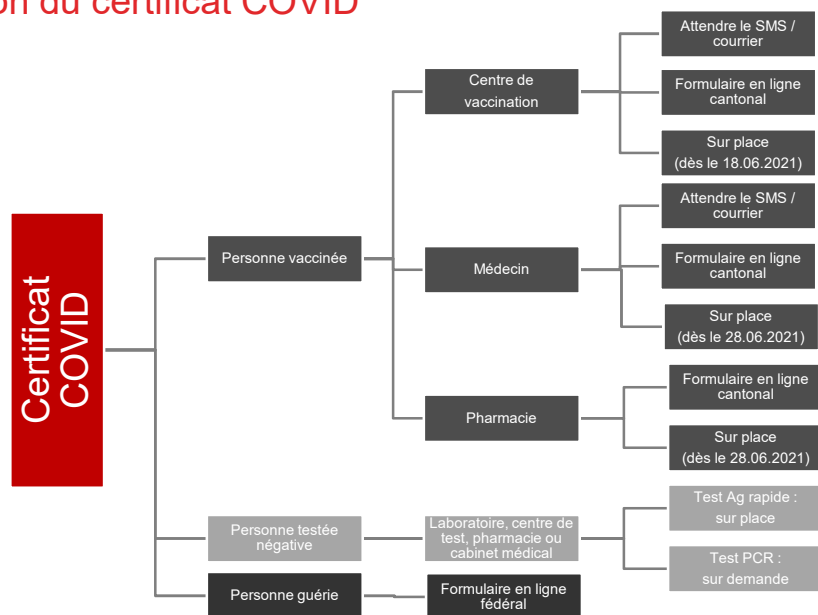 du certificat COVID
Certificat
COVID
Personne vaccinée
Centre de
vaccination
Attendre le SMS /
courrier
Formulaire en ligne
cantonal
Sur place
(dès le 18.06.2021)
Médecin
Attendre le SMS /
courrier
Formulaire en ligne
cantonal
Sur place
(dès le 28.06.2021)
Pharmacie
Formulaire en ligne
cantonal
Sur place
(dès le 28.06.2021)
Personne testée
négative
Laboratoire, centre de
test, pharmacie ou
cabinet médical
Test Ag rapide :
sur place
Test PCR :
sur demande
Personne guérie
Formulaire en ligne
fédéral